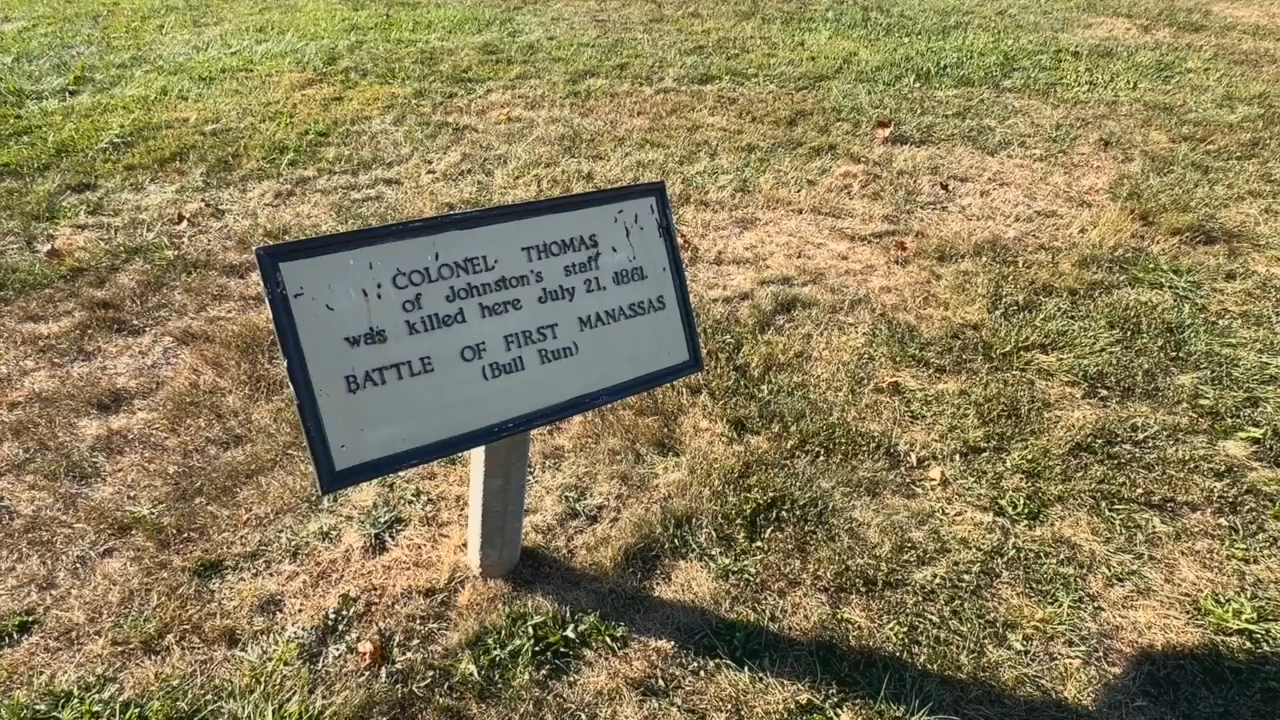 COLONEL THOMAS
of Johnston's staff
was killed here July 21, 1861.
BATTLE OF FIRST MANASSAS
(Bull Run)